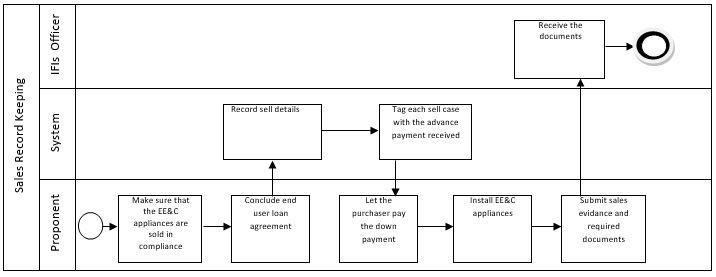 Sales Record Keeping
IFIs Officer
Receive the
documents
System
Record sell details
Tag each sell case
with the advance
payment received
Proponent
Make sure that
the EE&C
appliances are
sold in
compliance
Conclude end
user loan
agreement
Let the
purchaser pay
the down
payment
Install EE&C
appliances
Submit sales
evidance and
required
documents